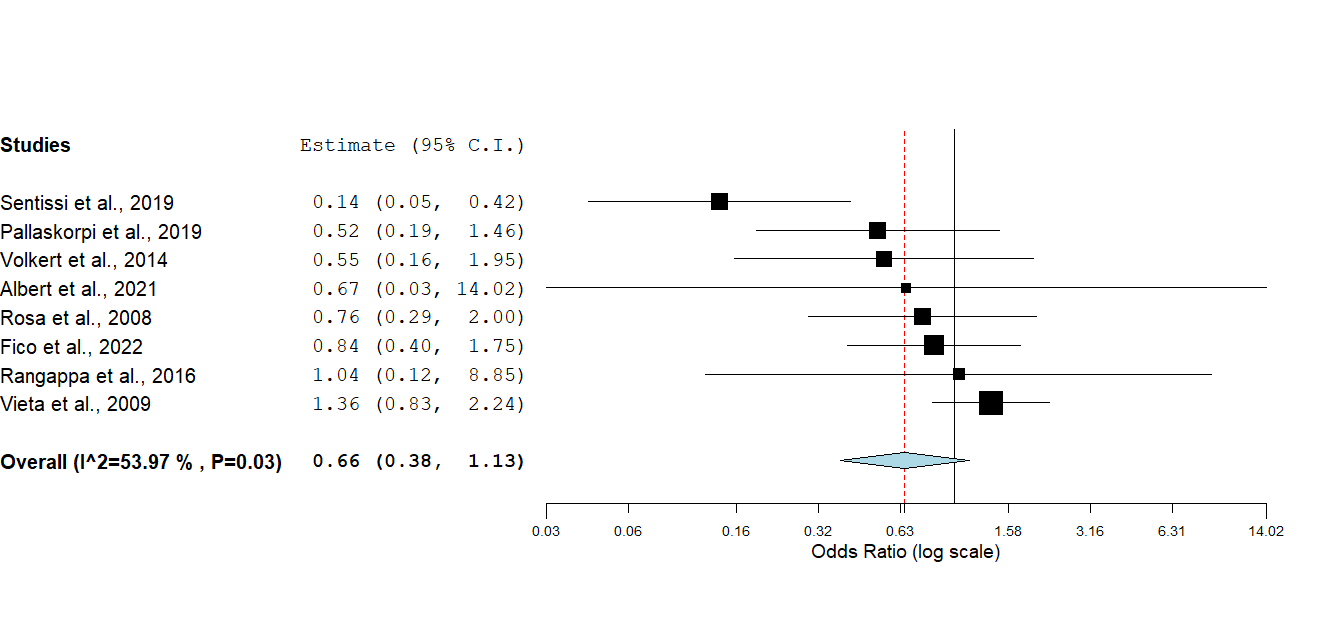 Studies Estimate (95% C.I.)
Sentissi et al., 2019 0.14 (0.05, 0.42)
Pallaskorpi et al., 2019 0.52 (0.19, 1.46)
Volkert et al., 2014 0.55 (0.16, 1.95)
Albert et al., 2021 0.67 (0.03, 14.02)
Rosa et al., 2008 0.76 (0.29, 2.00)
Fico et al., 2022 0.84 (0.40, 1.75)
Rangappa et al., 2016 1.04 (0.12, 8.85)
Vieta et al., 2009 1.36 (0.83, 2.24)
Overall (I^2=53.97 % , P=0.03) 0.66 (0.38, 1.13)
0.03 0.06 0.16 0.32 0.63 1.58 3.16 6.31 14.02
Odds Ratio (log scale)